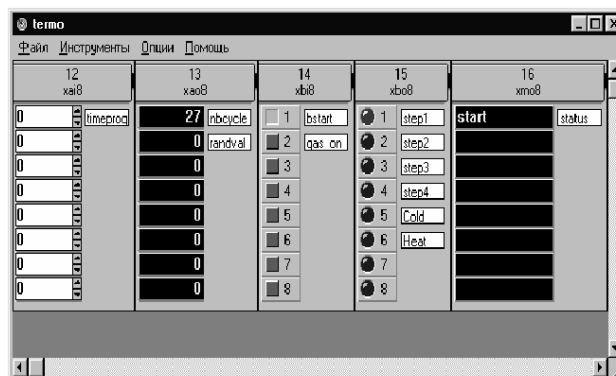 termo
Файл Инструменты Опции Помощь
12 13 14 15 16
xai8 xao8 xbi8 xbo8 xmo8
0 timeprog 27 nbcycle 1 bstart 1 step1 start status
0 0 randval 2 gas on 2 step2
0 0 3 3 step3
0 0 4 4 step4
0 0 5 5 Cold
0 0 6 6 Heat
0 0 7 7
0 0 8 8